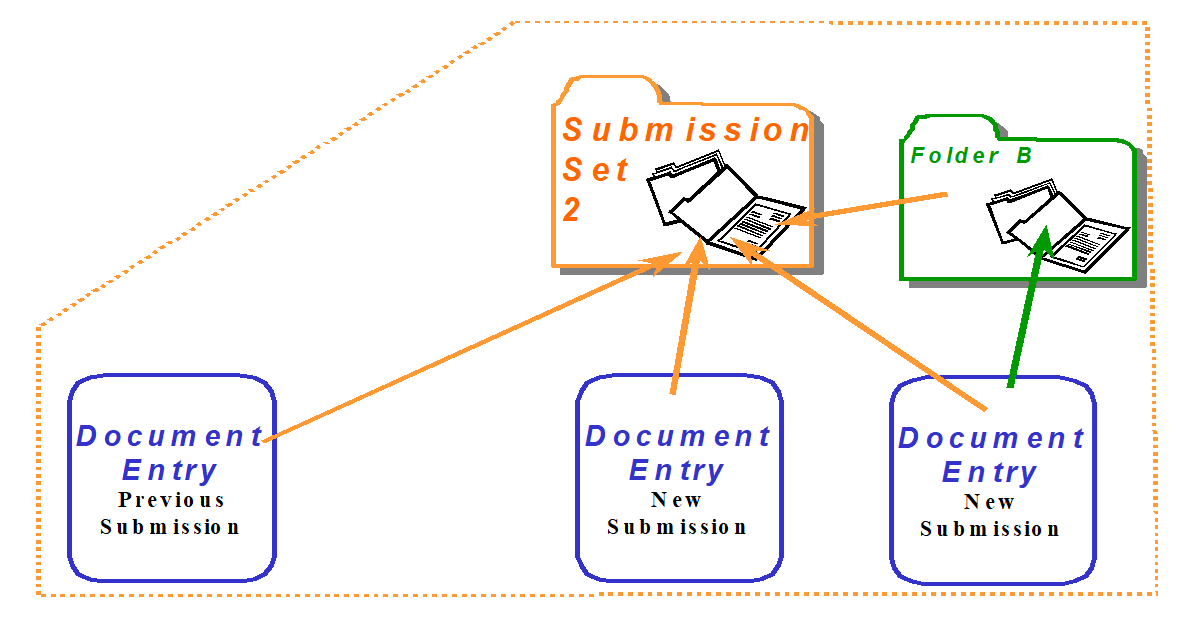 Submission
Set
2
Folder B
Document
Entry
Previous
Submission
Document
Entry
New
Submission
Document
Entry
New
Submission